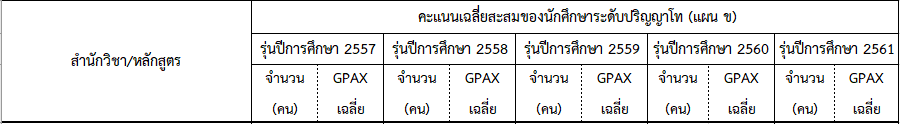 คะแนนเฉลี่ยสะสมของนักศึกษาระดับปริญญาโท (แผน ข)
สำนักวิชา/หลักสูตร
รุ่นปีการศึกษา 2557 รุ่นปีการศึกษา 2558 รุ่นปีการศึกษา 2559 รุ่นปีการศึกษา 2560 รุ่นปีการศึกษา 2561
จำนวน GPAX จำนวน GPAX จำนวน GPAX จำนวน GPAX จำนวน GPAX
(คน) เฉลี่ย (คน) เฉลี่ย (คน) เฉลี่ย (คน) เฉลี่ย (คน) เฉลี่ย